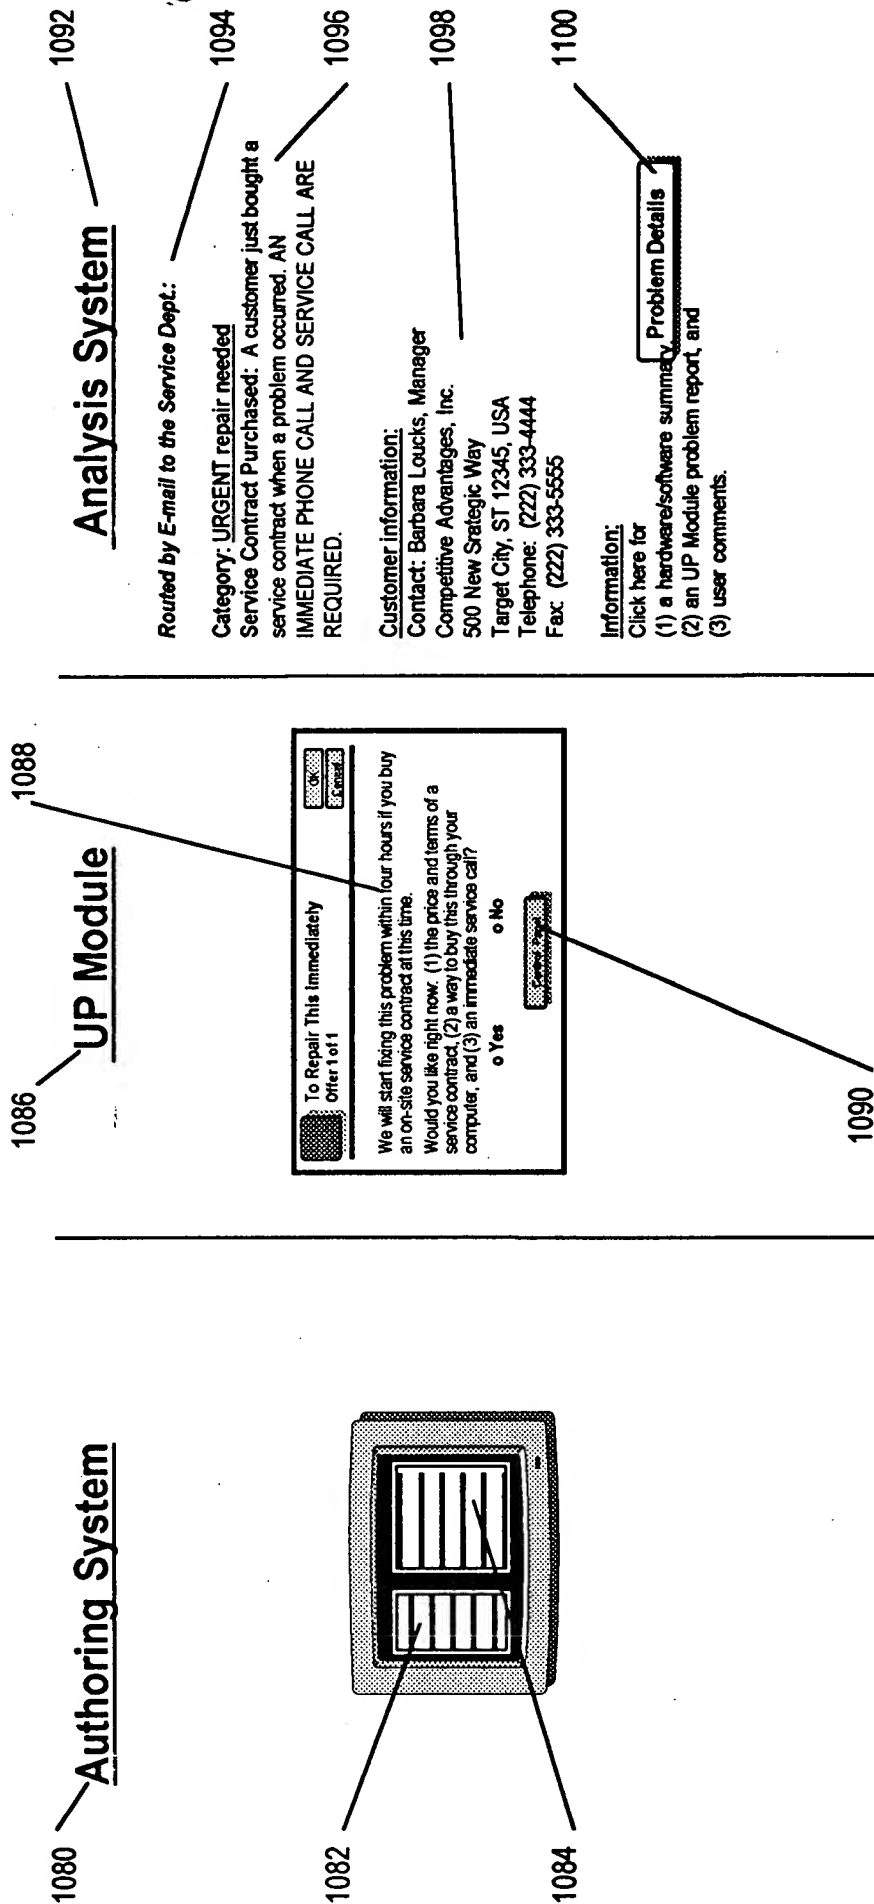 1080
Authoring System
1082
1084
1086
UP Module
1088
To Repair This Immediately
Offer 1 of 1
OK
Cancel
We will start fixing this problem within four hours if you buy
an on-site service contract at this time.
Would you like right now: (1) the price and terms of a
service contract, (2) a way to buy this through your
computer, and (3) an immediate service call?
o Yes
o No
Control Panel
1090
Analysis System
1092
Routed by E-mail to the Service Dept.:
1094
Category: URGENT repair needed
Service Contract Purchased: A customer just bought a
service contract when a problem occurred. AN
IMMEDIATE PHONE CALL AND SERVICE CALL ARE
REQUIRED.
1096
Customer information:
Contact: Barbara Loucks, Manager
Competitive Advantages, Inc.
500 New Srategic Way
Target City, ST 12345, USA
Telephone: (222) 333-4444
Fax: (222) 333-5555
1098
Information:
Click here for
(1) a hardware/software summary,
(2) an UP Module problem report, and
(3) user comments.
Problem Details
1100